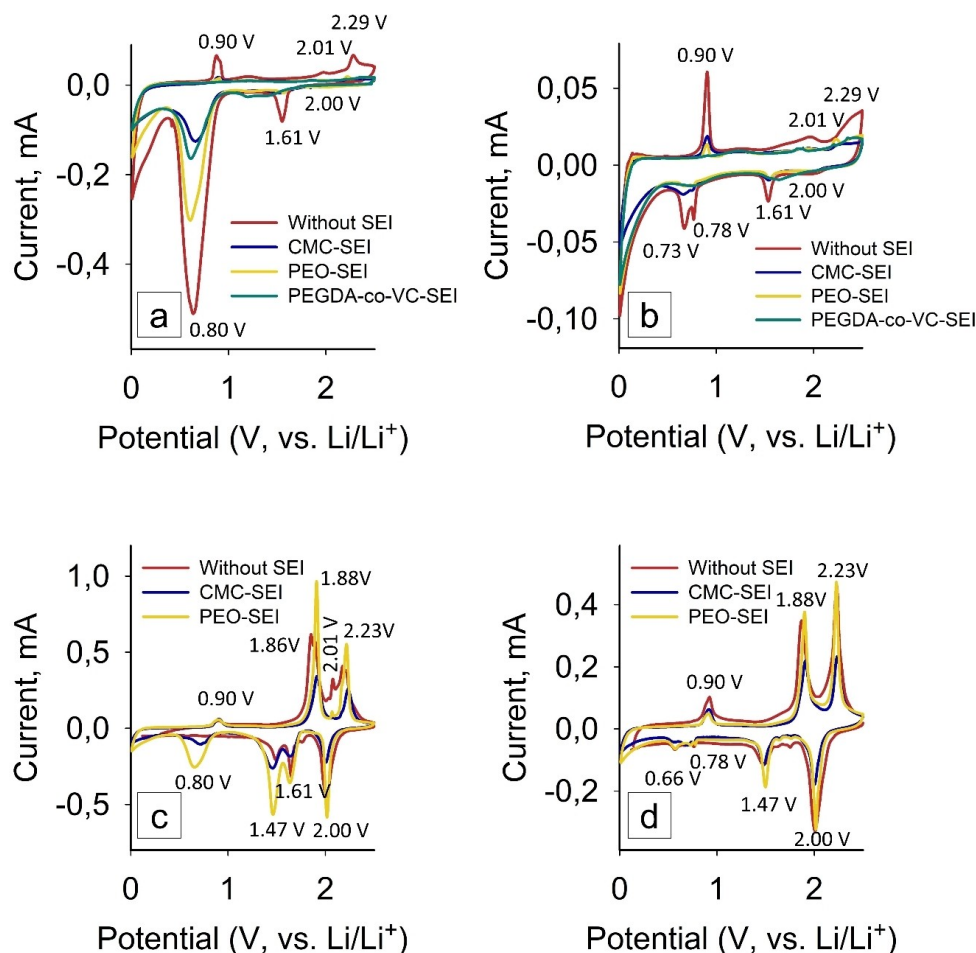 0.90 V
2.01 V
2.29 V
0,0
2.00 V
1.61 V
-0,2
-0,4
Without SEI
CMC-SEI
PEO-SEI
PEGDA-co-VC-SEI
0.80 V
a
Current, mA
0 1 2
Potential (V, vs. Li/Li+)
0.90 V
0,05
2.01 V
2.29 V
0,00
2.00 V
1.61 V
0.78 V
0.73 V
-0,05
-0,10
Without SEI
CMC-SEI
PEO-SEI
PEGDA-co-VC-SEI
b
Current, mA
0 1 2
Potential (V, vs. Li/Li+)
Without SEI
CMC-SEI
PEO-SEI
1,0
0,5
0,0
-0,5
1.88V
1.86V
2.01 V
2.23V
0.90 V
0.80 V
1.61 V
1.47 V
2.00 V
c
Current, mA
0 1 2
Potential (V, vs. Li/Li+)
Without SEI
CMC-SEI
PEO-SEI
0,4
0,2
0,0
0,2
2.23V
1.88V
0.90 V
0.66 V
0.78 V
1.47 V
2.00 V
d
Current, mA
0 1 2
Potential (V, vs. Li/Li+)